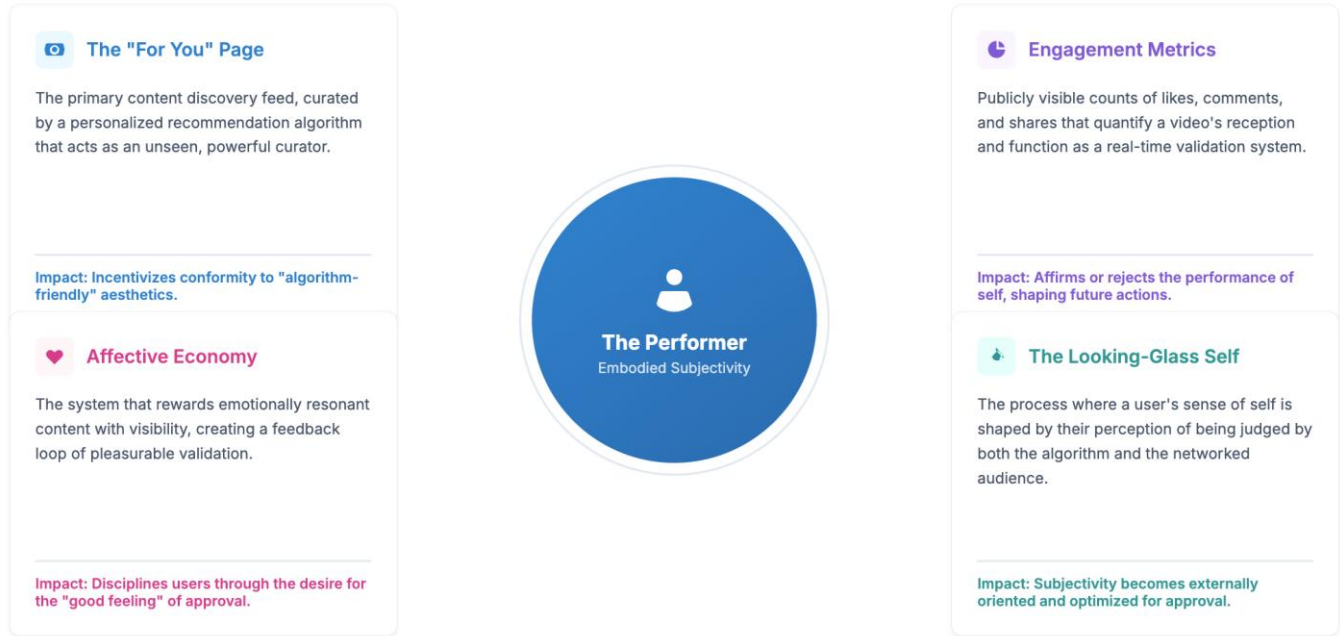 The "For You" Page
The primary content discovery feed, curated
by a personalized recommendation algorithm
that acts as an unseen, powerful curator.
Impact: Incentivizes conformity to "algorithm-
friendly" aesthetics.
Affective Economy
The system that rewards emotionally resonant
content with visibility, creating a feedback
loop of pleasurable validation.
Impact: Disciplines users through the desire for
the "good feeling" of approval.
The Performer
Embodied Subjectivity
Engagement Metrics
Publicly visible counts of likes, comments,
and shares that quantify a video's reception
and function as a real-time validation system.
Impact: Affirms or rejects the performance of
self, shaping future actions.
The Looking-Glass Self
The process where a user's sense of self is
shaped by their perception of being judged by
both the algorithm and the networked
audience.
Impact: Subjectivity becomes externally
oriented and optimized for approval.